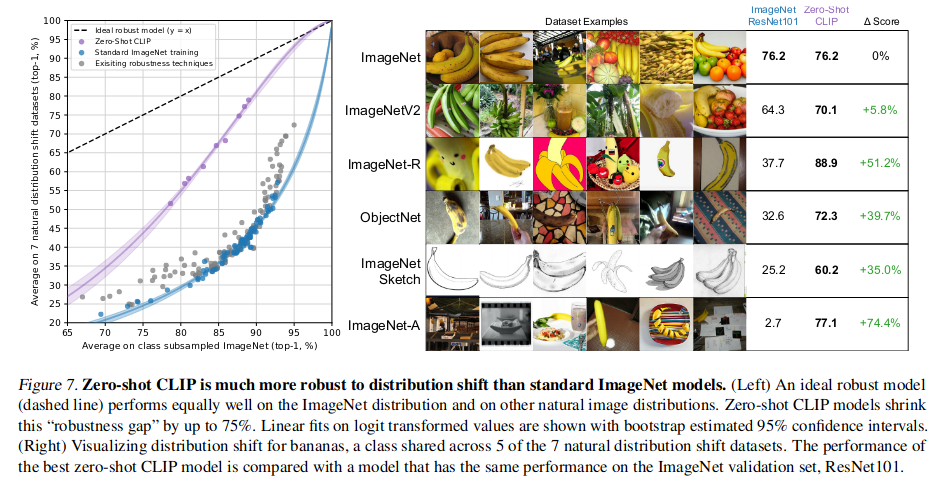 100
95
90
85
80
75
70
65
60
55
50
45
40
35
30
25
20
Average on 7 natural distribution shift datasets (top-1, %)
Ideal robust model (y = x)
Zero-Shot CLIP
Standard ImageNet training
Exisiting robustness techniques
65 70 75 80 85 90 95 100
Average on class subsampled ImageNet (top-1, %)
Dataset Examples
ImageNet ResNet101
Zero-Shot CLIP
Δ Score
ImageNet 76.2 76.2 0%
ImageNetV2 64.3 70.1 +5.8%
ImageNet-R 37.7 88.9 +51.2%
ObjectNet 32.6 72.3 +39.7%
ImageNet
Sketch 25.2 60.2 +35.0%
ImageNet-A 2.7 77.1 +74.4%
Figure 7. Zero-shot CLIP is much more robust to distribution shift than standard ImageNet models. (Left) An ideal robust model
(dashed line) performs equally well on the ImageNet distribution and on other natural image distributions. Zero-shot CLIP models shrink
this “robustness gap” by up to 75%. Linear fits on logit transformed values are shown with bootstrap estimated 95% confidence intervals.
(Right) Visualizing distribution shift for bananas, a class shared across 5 of the 7 natural distribution shift datasets. The performance of
the best zero-shot CLIP model is compared with a model that has the same performance on the ImageNet validation set, ResNet101.